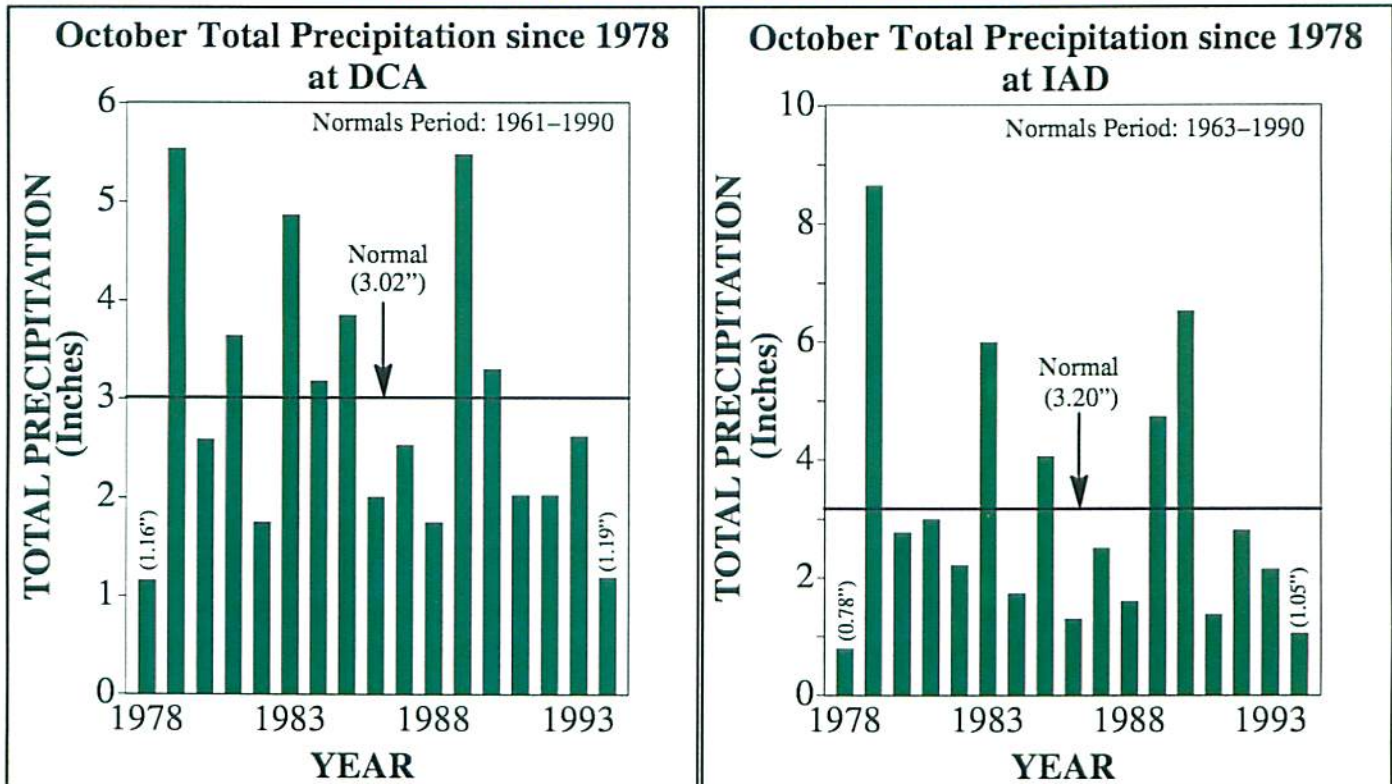 October Total Precipitation since 1978
at DCA
Normals Period: 1961–1990
TOTAL PRECIPITATION
(Inches)
6
5
4
3
2
1
0
Normal
(3.02”)
(1.16”)
(1.19”)
1978
1983
1988
1993
YEAR
October Total Precipitation since 1978
at IAD
Normals Period: 1963–1990
TOTAL PRECIPITATION
(Inches)
10
8
6
4
2
0
Normal
(3.20”)
(0.78”)
(1.05”)
1978
1983
1988
1993
YEAR